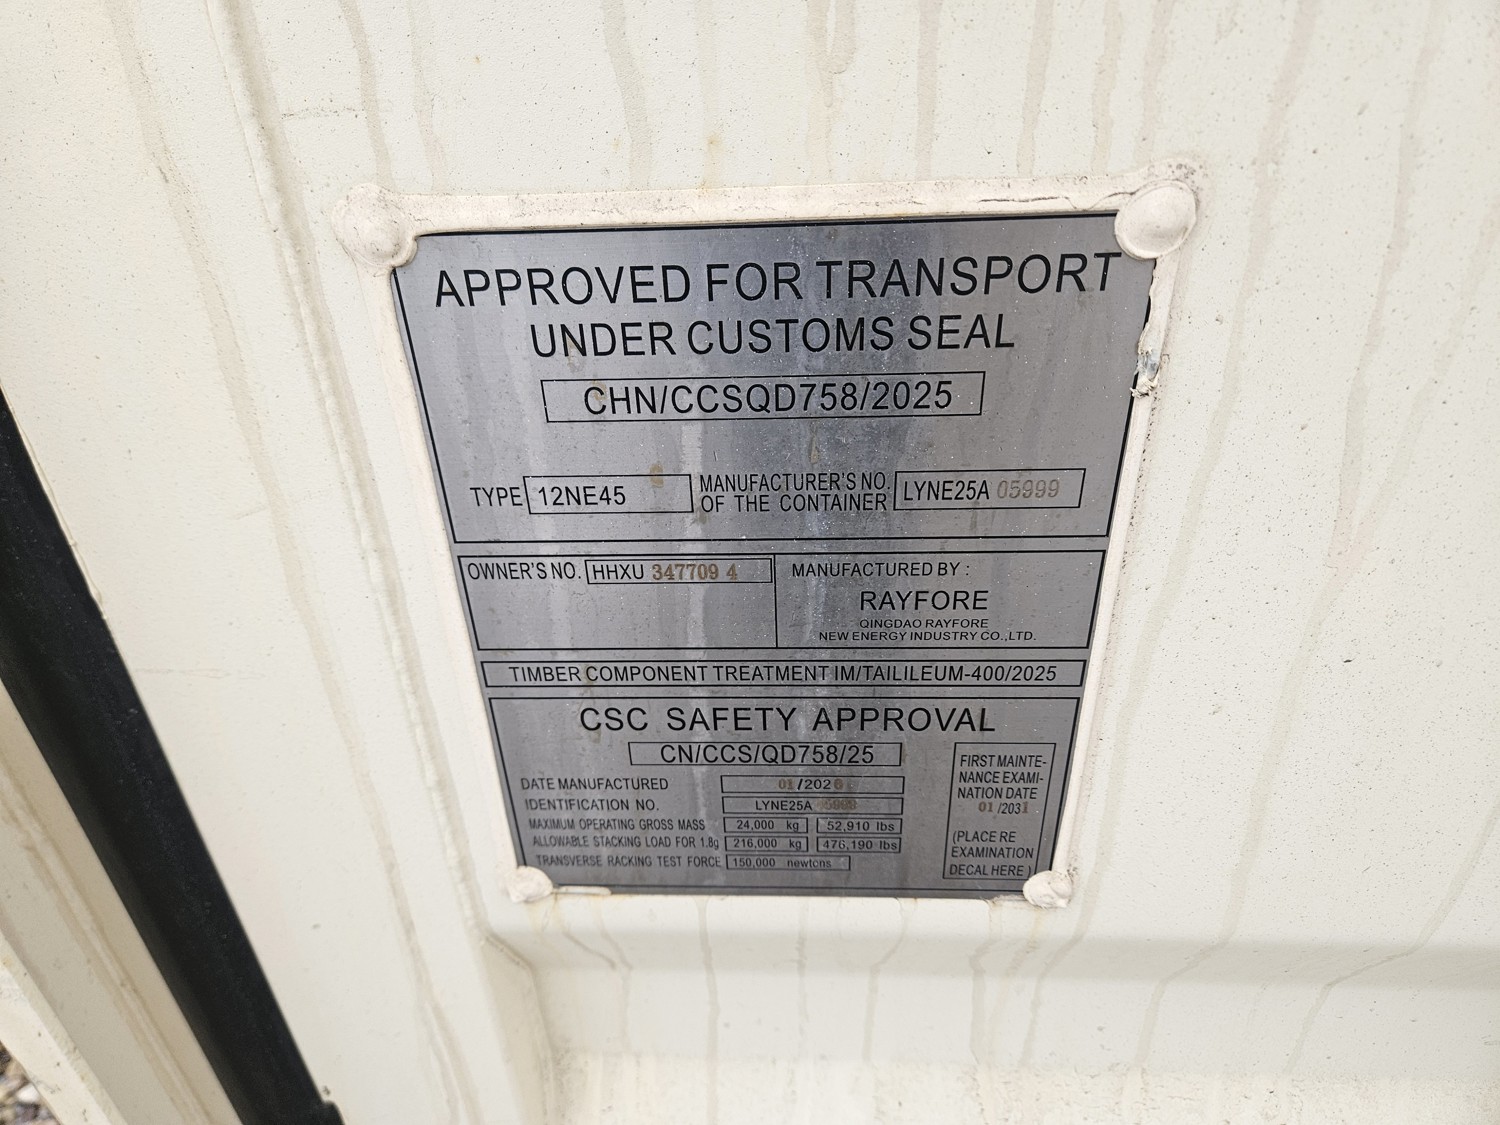 APPROVED FOR TRANSPORT
UNDER CUSTOMS SEAL
CHN/CCSQD758/2025
TYPE 12NE45
MANUFACTURER'S NO.
OF THE CONTAINER
LYNE25A 05999
OWNER'S NO. HHXU 347709 4
MANUFACTURED BY :
RAYFORE
QINGDAO RAYFORE
NEW ENERGY INDUSTRY CO.,LTD.
TIMBER COMPONENT TREATMENT IM/TAILILEUM-400/2025
CSC SAFETY APPROVAL
CN/CCS/QD758/25
DATE MANUFACTURED 01/202
IDENTIFICATION NO. LYNE25A
MAXIMUM OPERATING GROSS MASS 24,000 kg 52,910 lbs
ALLOWABLE STACKING LOAD FOR 1.8g 216,000 kg 476,190 lbs
TRANSVERSE RACKING TEST FORCE 150,000 newtons
FIRST MAINTE-
NANCE EXAMI-
NATION DATE
01 /2031
(PLACE RE
EXAMINATION
DECAL HERE )